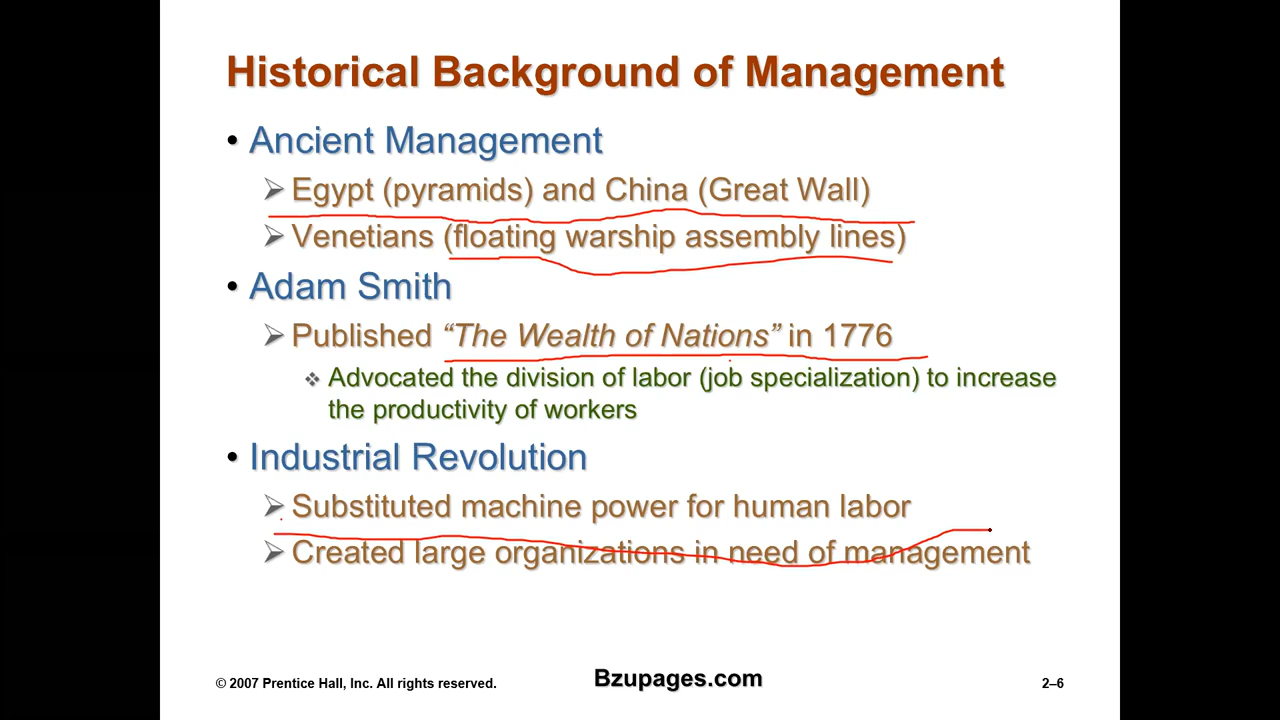 Historical Background of Management
• Ancient Management
➢ Egypt (pyramids) and China (Great Wall)
➢ Venetians (floating warship assembly lines)
• Adam Smith
➢ Published “The Wealth of Nations” in 1776
❖ Advocated the division of labor (job specialization) to increase
the productivity of workers
• Industrial Revolution
➢ Substituted machine power for human labor
➢ Created large organizations in need of management
© 2007 Prentice Hall, Inc. All rights reserved.
Bzupages.com
2–6